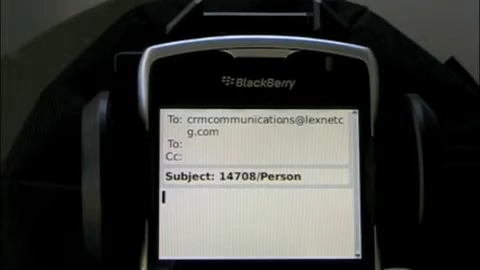 BlackBerry
To: crmcommunications@lexnetc
g.com
To:
Cc:
Subject: 14708/Person